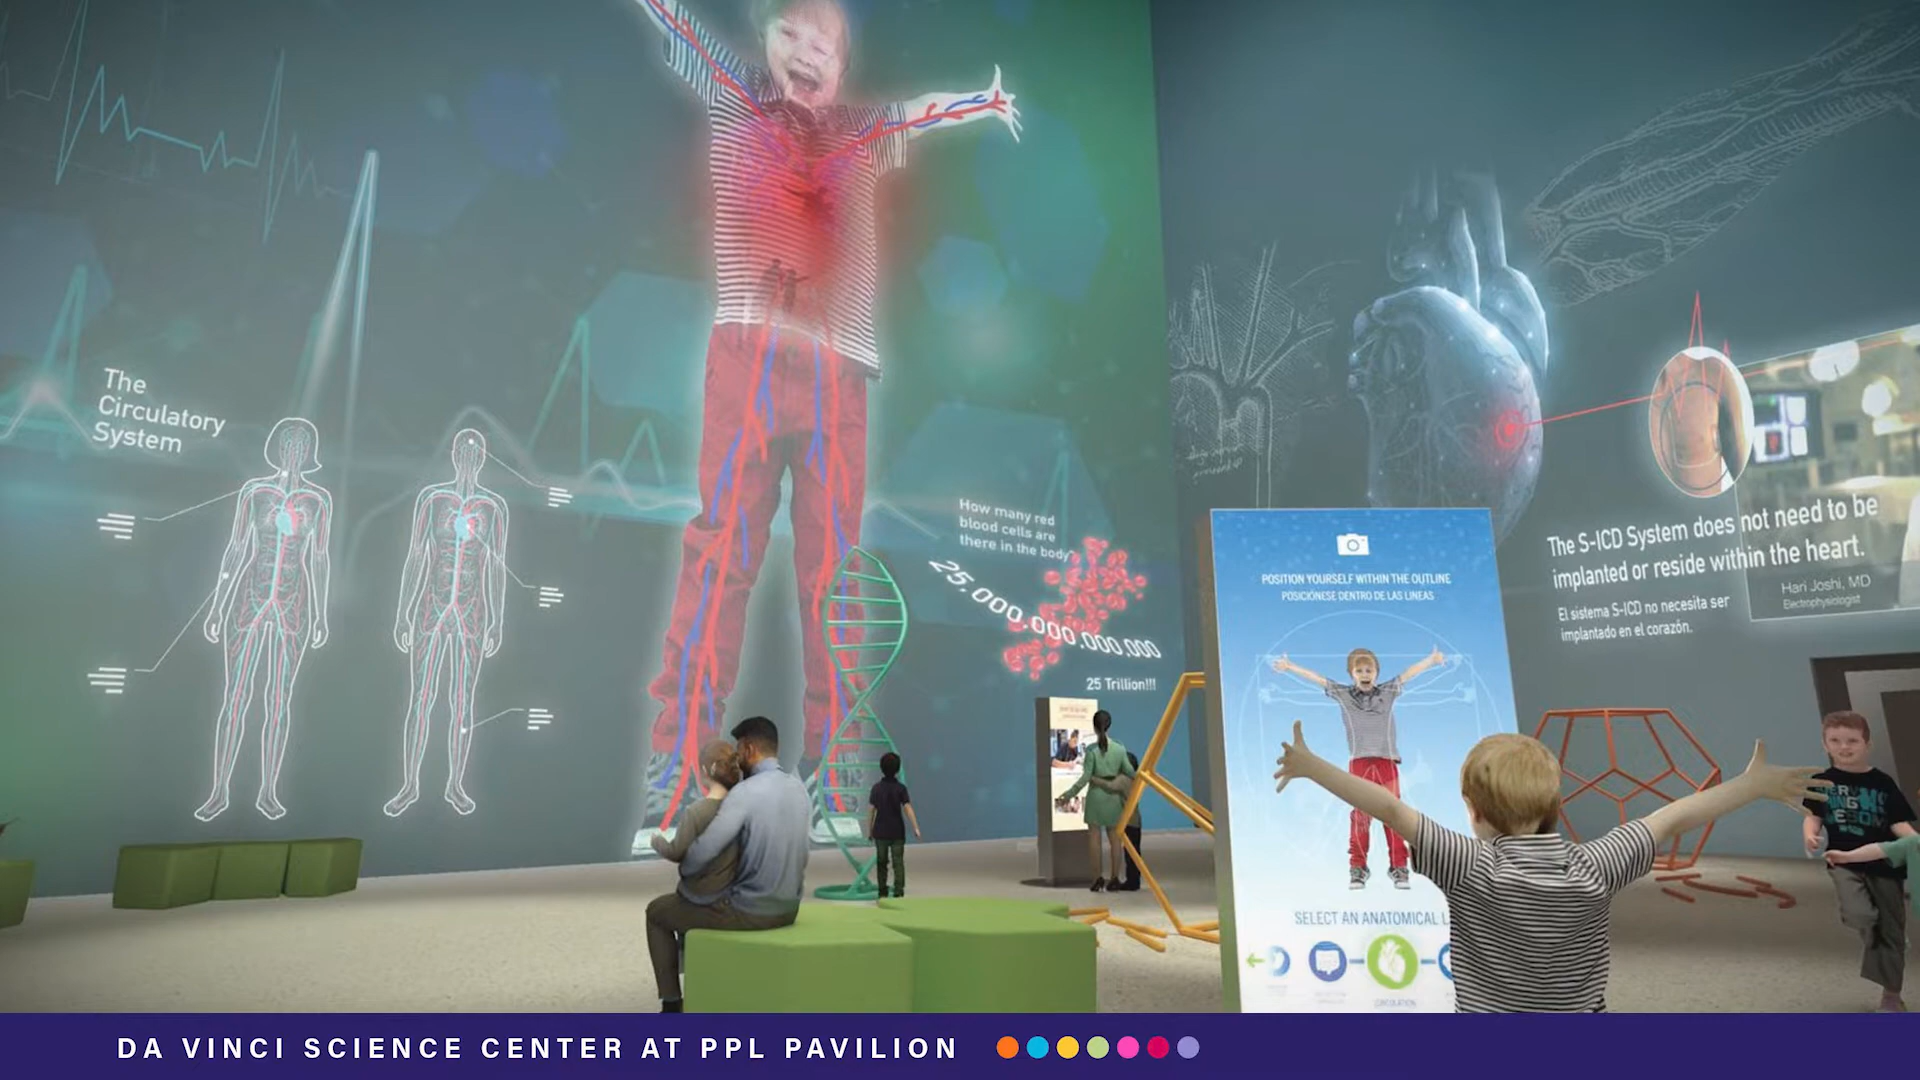 The
Circulatory
System
How many red
blood cells are
there in the body?
25,000,000,000,000
25 Trillion!!!
POSITION YOURSELF WITHIN THE OUTLINE
POSICIÓNESE DENTRO DE LAS LINEAS
SELECT AN ANATOMICAL L
CIRCULATION
The S-ICD System does not need to be
implanted or reside within the heart.
Hari Joshi, MD
Electrophysiologist
El sistema S-ICD no necesita ser
implantado en el corazón.
DA VINCI SCIENCE CENTER AT PPL PAVILION